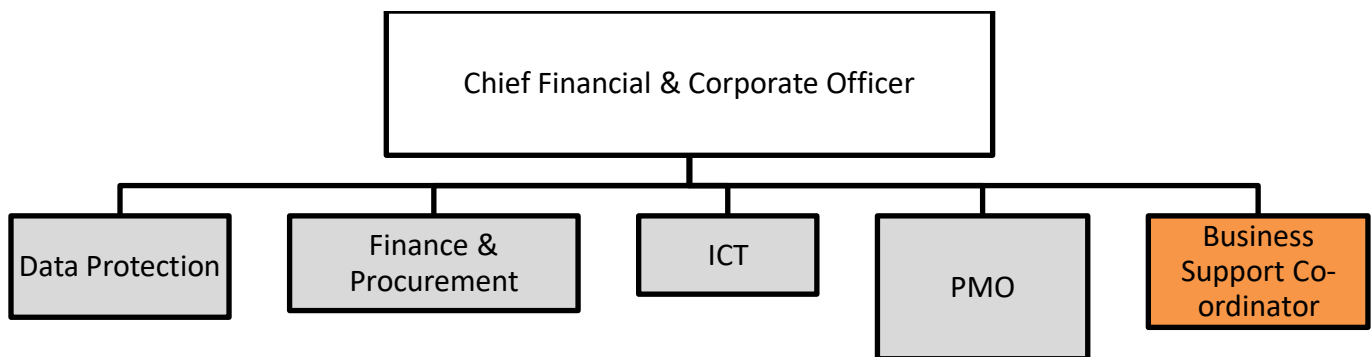 Chief Financial & Corporate Officer
Data Protection
Finance &
Procurement
ICT
PMO
Business
Support Co-
ordinator